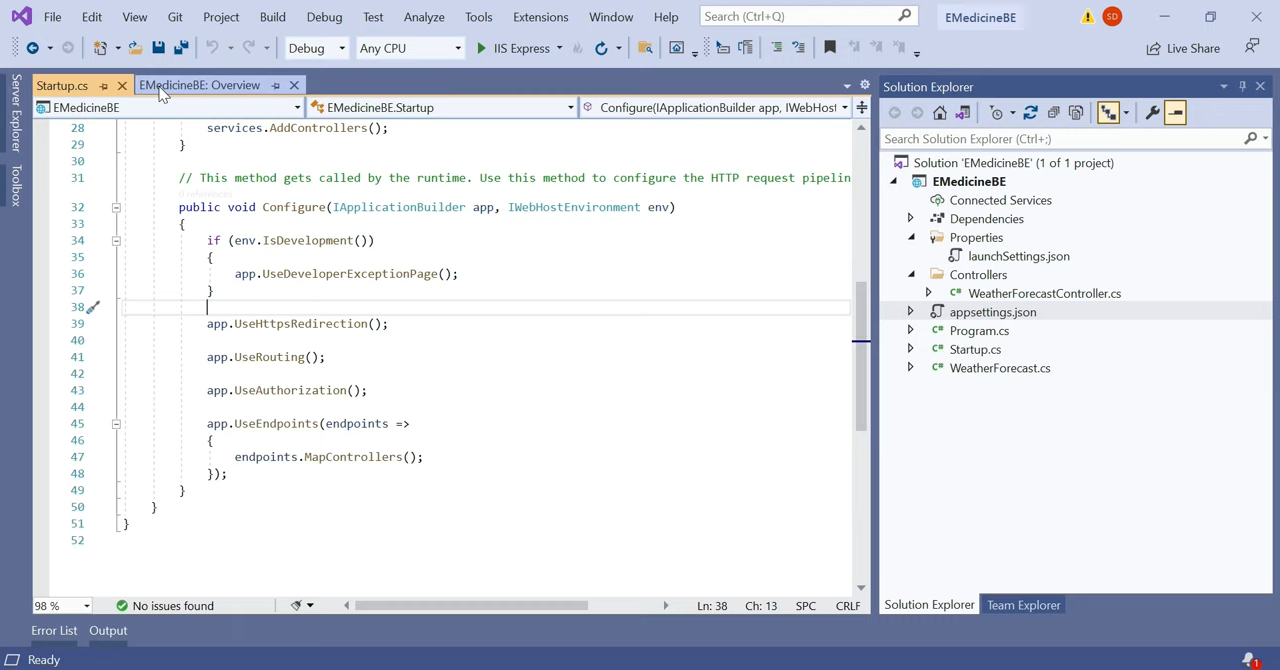 File Edit View Git Project Build Debug Test Analyze Tools Extensions Window Help Search (Ctrl+Q) EMedicineBE SD
Debug Any CPU IIS Express Live Share
Server Explorer
Toolbox
Startup.cs EMedicineBE: Overview
EMedicineBE EMedicineBE.Startup Configure(IApplicationBuilder app, IWebHost
28 services.AddControllers();
29 }
30
31 // This method gets called by the runtime. Use this method to configure the HTTP request pipelin
0 references
32 public void Configure(IApplicationBuilder app, IWebHostEnvironment env)
33 {
34 if (env.IsDevelopment())
35 {
36 app.UseDeveloperExceptionPage();
37 }
38
39 app.UseHttpsRedirection();
40
41 app.UseRouting();
42
43 app.UseAuthorization();
44
45 app.UseEndpoints(endpoints =>
46 {
47 endpoints.MapControllers();
48 });
49 }
50 }
51 }
52
98 % No issues found Ln: 38 Ch: 13 SPC CRLF
Solution Explorer
Search Solution Explorer (Ctrl+;)
Solution 'EMedicineBE' (1 of 1 project)
EMedicineBE
Connected Services
Dependencies
Properties
launchSettings.json
Controllers
C# WeatherForecastController.cs
appsettings.json
C# Program.cs
C# Startup.cs
C# WeatherForecast.cs
Solution Explorer Team Explorer
Error List Output
Ready 1